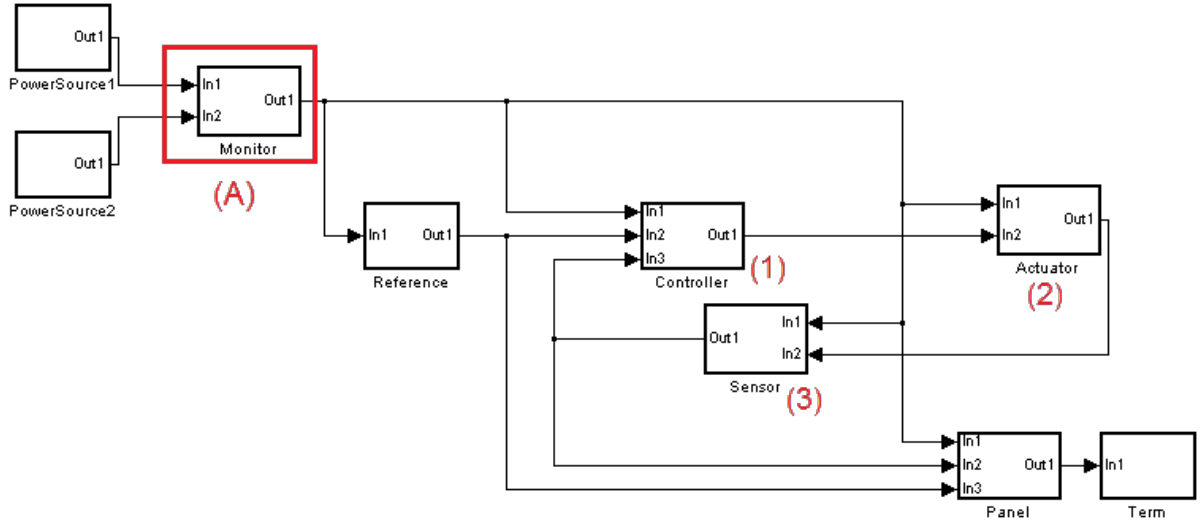 Out1
PowerSource1
Out1
PowerSource2
In1
In2
Out1
Monitor
(A)
In1
Out1
Reference
In1
In2
In3
Out1
Controller
(1)
In1
In2
Out1
Actuator
(2)
In1
In2
Out1
Sensor
(3)
In1
In2
In3
Out1
Panel
In1
Term